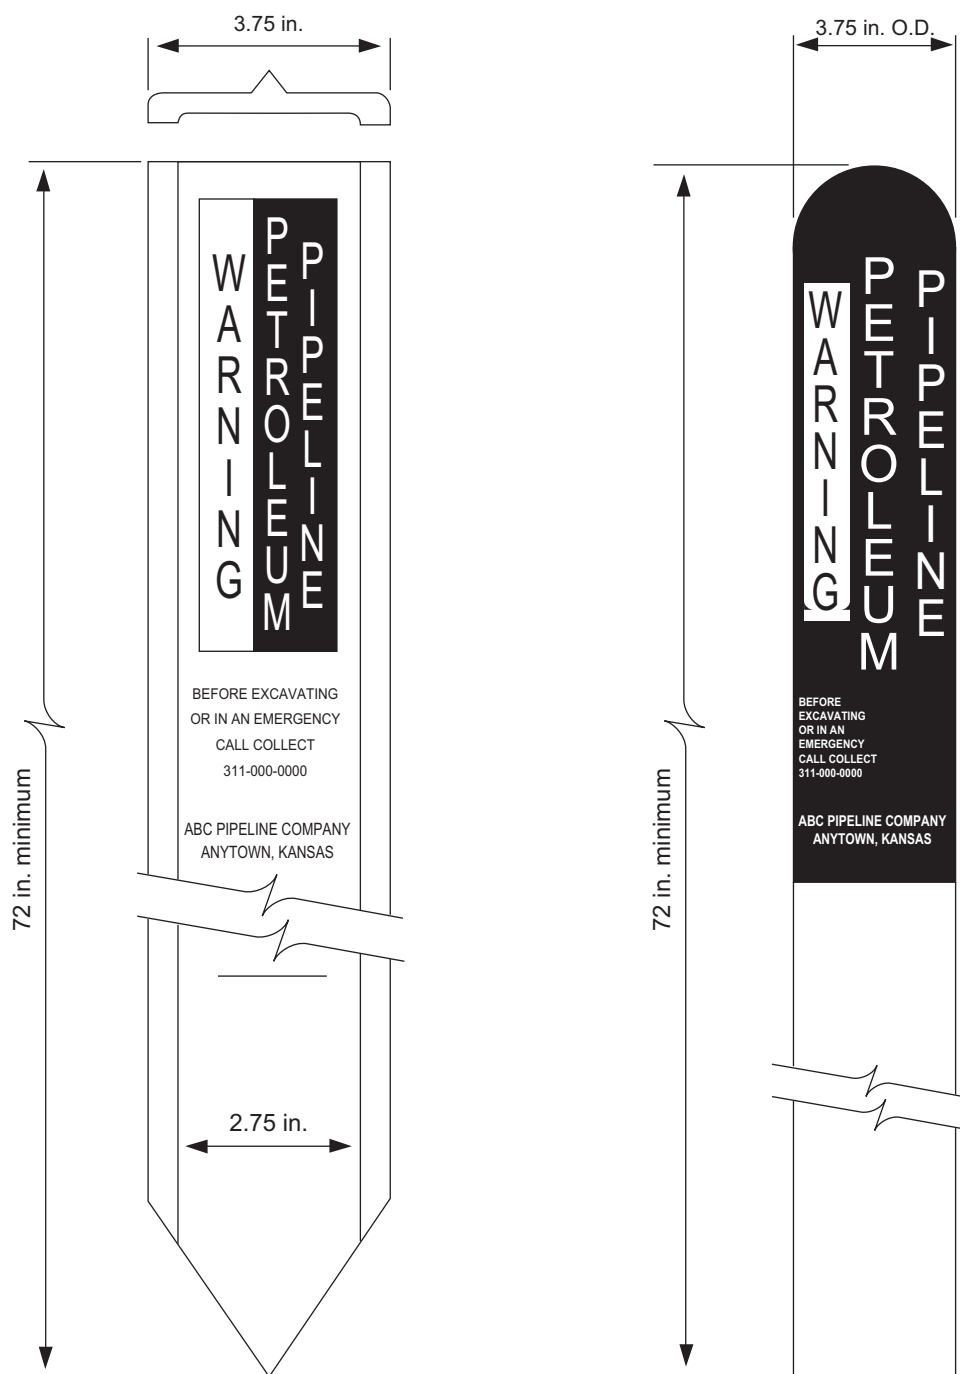 3.75 in.
WARNING
PETROLEUM
PIPELINE
BEFORE EXCAVATING
OR IN AN EMERGENCY
CALL COLLECT
311-000-0000
ABC PIPELINE COMPANY
ANYTOWN, KANSAS
72 in. minimum
2.75 in.
3.75 in. O.D.
WARNING
PETROLEUM
PIPELINE
BEFORE
EXCAVATING
OR IN AN
EMERGENCY
CALL COLLECT
311-000-0000
ABC PIPELINE COMPANY
ANYTOWN, KANSAS
72 in. minimum